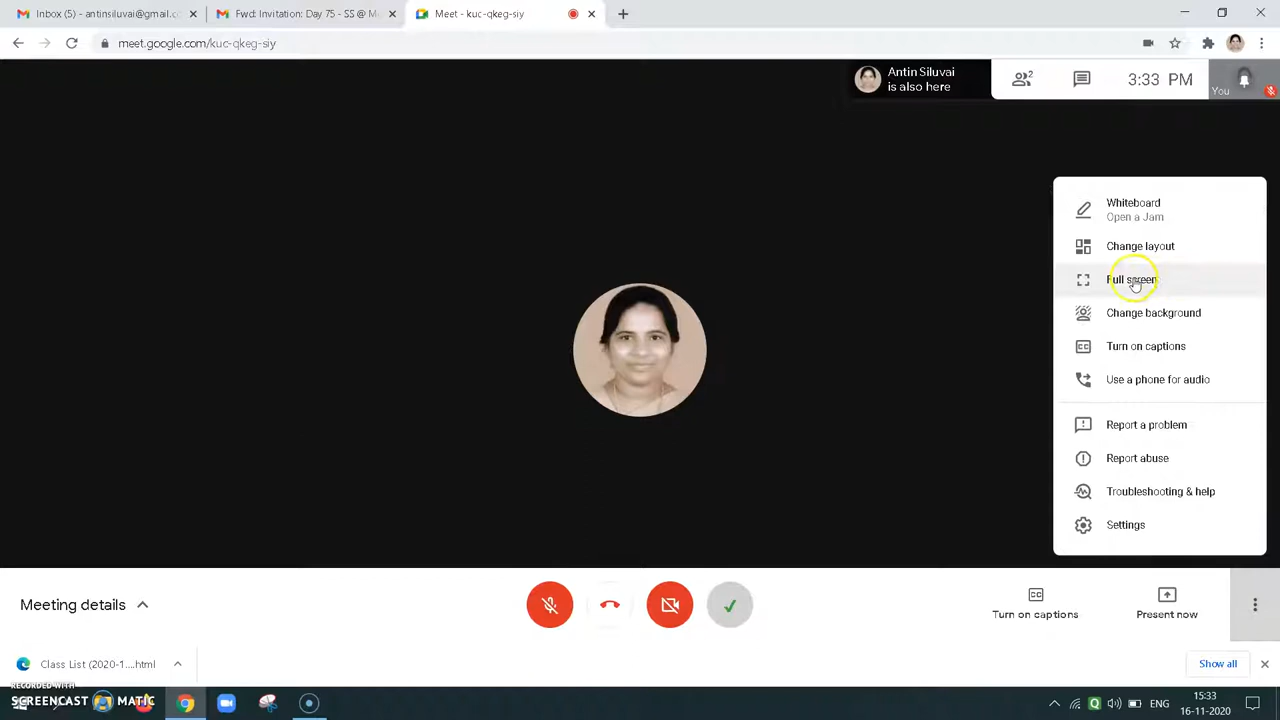 Inbox (5) - antinsiluvai@gmail.co
Fwd: Invitation: Day 75 - SS @ M
Meet - kuc-qkeg-siy
meet.google.com/kuc-qkeg-siy
Antin Siluvai
is also here
2
3:33 PM
You
Whiteboard
Open a Jam
Change layout
Full screen
Change background
Turn on captions
Use a phone for audio
Report a problem
Report abuse
Troubleshooting & help
Settings
Meeting details
Turn on captions
Present now
Class List (2020-1....html
Show all
RECORDED WITH
SCREENCAST MATIC
ENG
15:33
16-11-2020